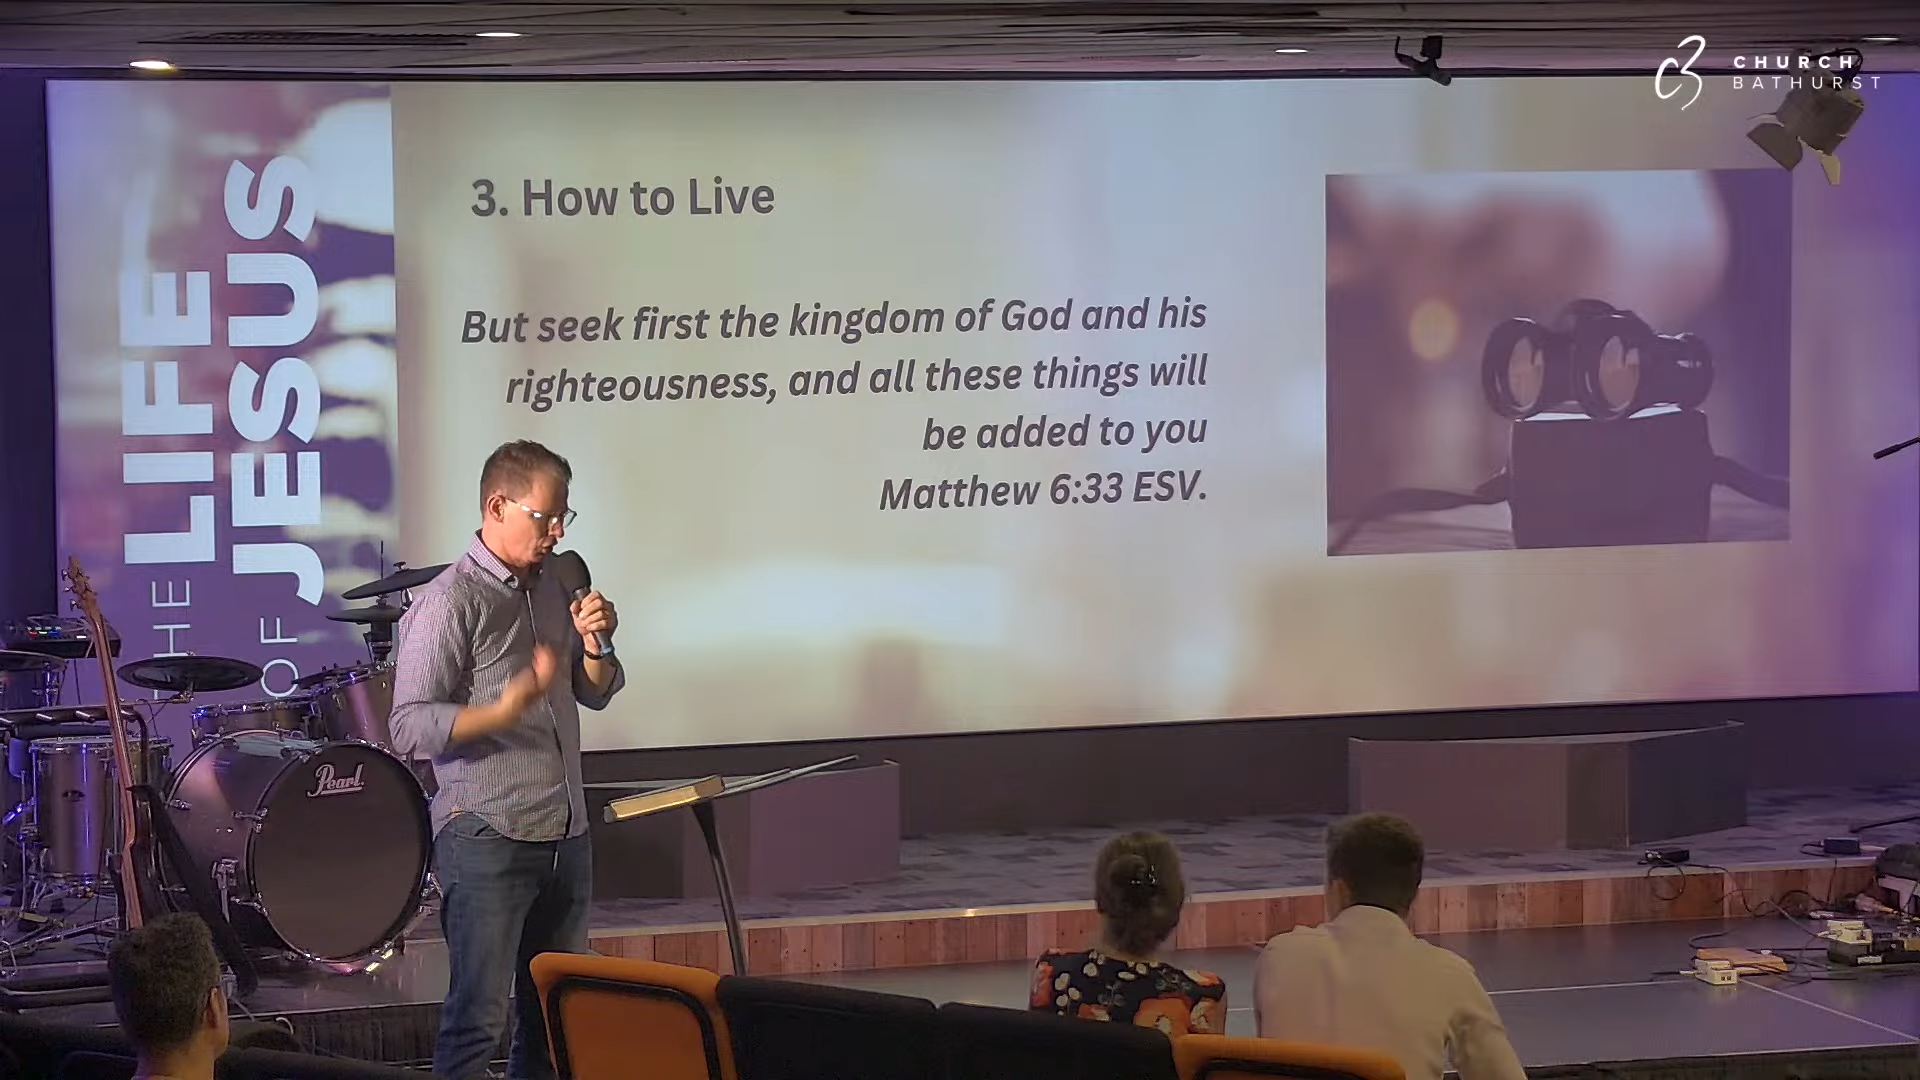 CHURCH
BATHURST
THE LIFE
OF JESUS
3. How to Live
But seek first the kingdom of God and his
righteousness, and all these things will
be added to you
Matthew 6:33 ESV.
Pearl